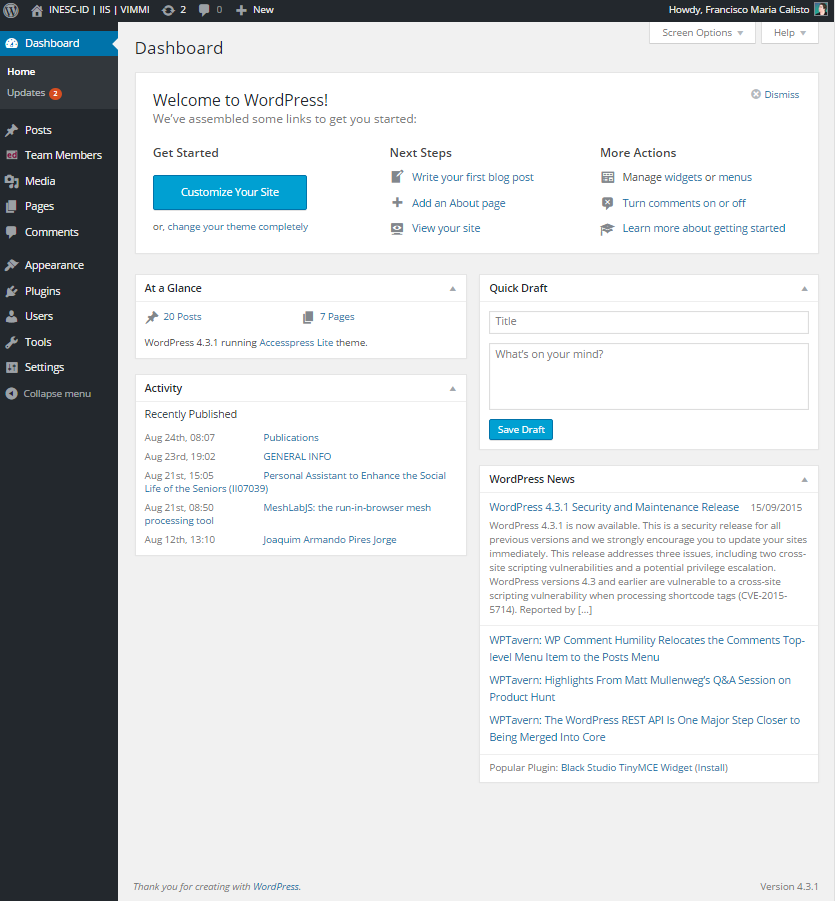 INESC-ID | IIS | VIMMI 2 0 New Howdy, Francisco Maria Calisto
Screen Options Help
Dashboard
Home
Updates 2
Posts
Team Members
Media
Pages
Comments
Appearance
Plugins
Users
Tools
Settings
Collapse menu
Dashboard
Welcome to WordPress!
Dismiss
We've assembled some links to get you started:
Get Started
Customize Your Site
or, change your theme completely
Next Steps
Write your first blog post
Add an About page
View your site
More Actions
Manage widgets or menus
Turn comments on or off
Learn more about getting started
At a Glance
20 Posts 7 Pages
WordPress 4.3.1 running Accesspress Lite theme.
Activity
Recently Published
Aug 24th, 08:07 Publications
Aug 23rd, 19:02 GENERAL INFO
Aug 21st, 15:05 Personal Assistant to Enhance the Social
Life of the Seniors (II07039)
Aug 21st, 08:50 MeshLabJS: the run-in-browser mesh
processing tool
Aug 12th, 13:10 Joaquim Armando Pires Jorge
Quick Draft
Title
What's on your mind?
Save Draft
WordPress News
WordPress 4.3.1 Security and Maintenance Release 15/09/2015
WordPress 4.3.1 is now available. This is a security release for all
previous versions and we strongly encourage you to update your sites
immediately. This release addresses three issues, including two cross-
site scripting vulnerabilities and a potential privilege escalation.
WordPress versions 4.3 and earlier are vulnerable to a cross-site
scripting vulnerability when processing shortcode tags (CVE-2015-
5714). Reported by [...]
WPTavern: WP Comment Humility Relocates the Comments Top-
level Menu Item to the Posts Menu
WPTavern: Highlights From Matt Mullenweg's Q&A Session on
Product Hunt
WPTavern: The WordPress REST API Is One Major Step Closer to
Being Merged Into Core
Popular Plugin: Black Studio TinyMCE Widget (Install)
Thank you for creating with WordPress. Version 4.3.1